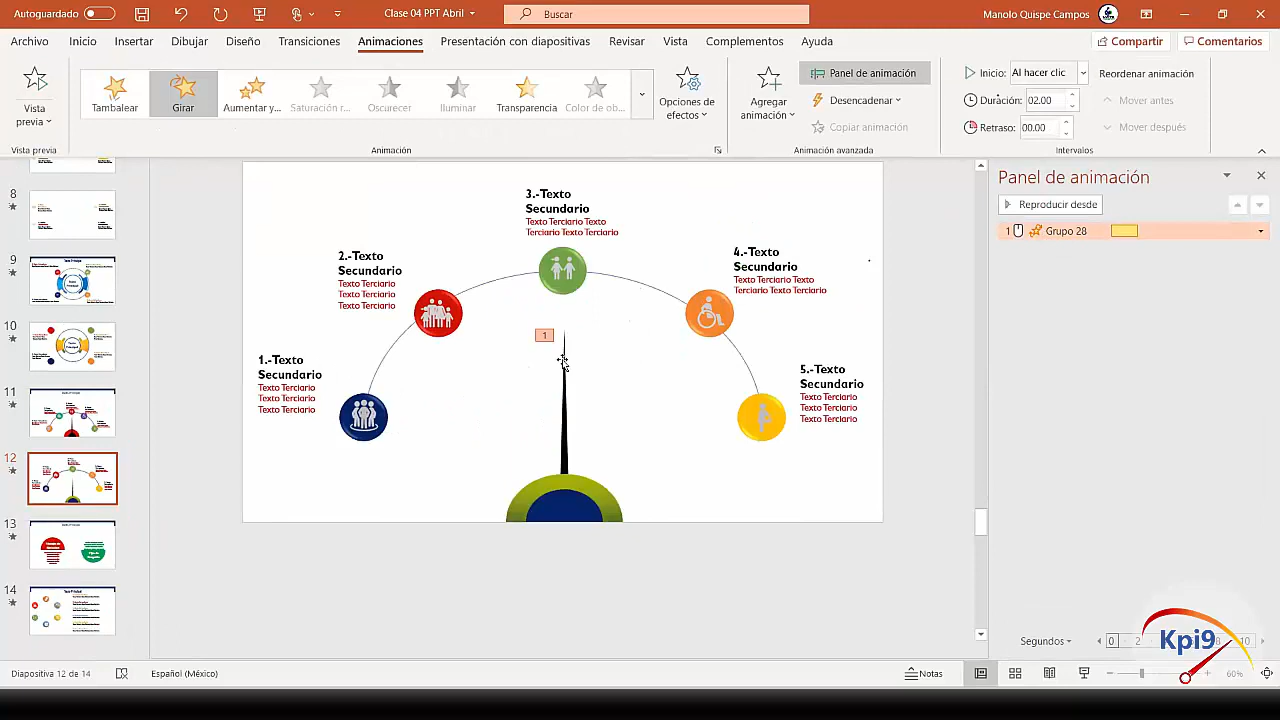 Autoguardado
Clase 04 PPT Abril
Buscar
Manolo Quispe Campos
Archivo
Inicio
Insertar
Dibujar
Diseño
Transiciones
Animaciones
Presentación con diapositivas
Revisar
Vista
Complementos
Ayuda
Compartir
Comentarios
Vista
previa
Tambalear
Girar
Aumentar y...
Saturación r...
Oscurecer
Iluminar
Transparencia
Color de ob...
Opciones de
efectos
Agregar
animación
Panel de animación
Desencadenar
Copiar animación
Inicio: Al hacer clic
Duración: 02.00
Retraso: 00.00
Reordenar animación
Mover antes
Mover después
Vista previa
Animación
Animación avanzada
Intervalos
8
9
10
11
12
13
14
3.-Texto
Secundario
Texto Terciario Texto
Terciario Texto Terciario
2.-Texto
Secundario
Texto Terciario
Texto Terciario
Texto Terciario
4.-Texto
Secundario
Texto Terciario Texto
Terciario Texto Terciario
1
1.-Texto
Secundario
Texto Terciario
Texto Terciario
Texto Terciario
5.-Texto
Secundario
Texto Terciario
Texto Terciario
Texto Terciario
Panel de animación
Reproducir desde
1 Grupo 28
Segundos
0 2 8 10
Kpi9
Diapositiva 12 de 14
Español (México)
Notas
60%